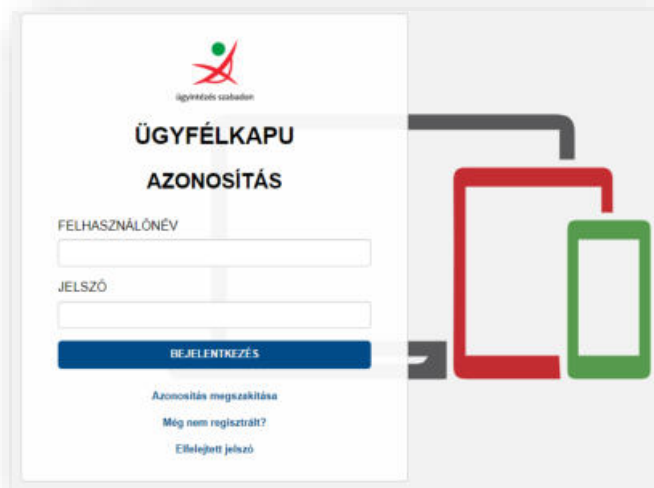 ügyintézés szabadon
ÜGYFÉLKAPU
AZONOSÍTÁS
FELHASZNÁLÓNÉV
JELSZÓ
BEJELENTKEZÉS
Azonosítás megszakítása
Még nem regisztrált?
Elfelejtett jelszó